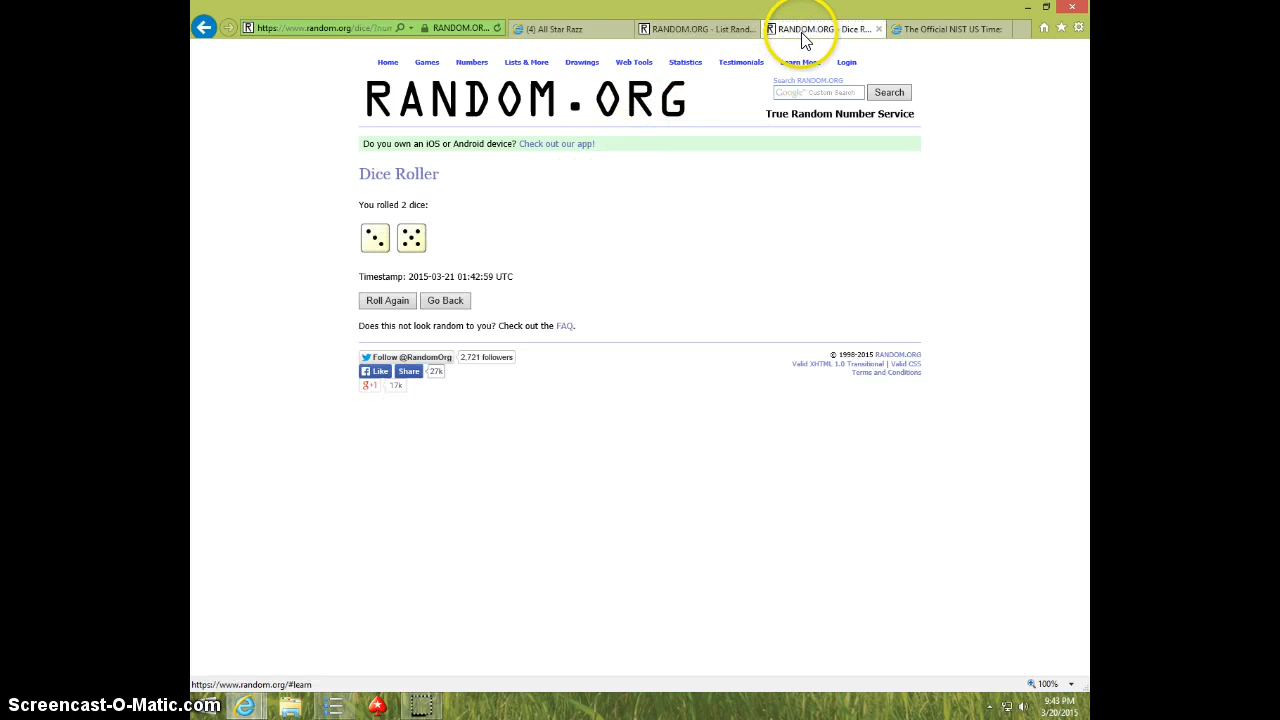 https://www.random.org/dice/?nur
RANDOM.OR...
(4) All Star Razz
RANDOM.ORG - List Rand...
RANDOM.ORG - Dice R...
The Official NIST US Time:
Home Games Numbers Lists & More Drawings Web Tools Statistics Testimonials Learn More Login
RANDOM.ORG
Search RANDOM.ORG
Google™ Custom Search
Search
True Random Number Service
Do you own an iOS or Android device? Check out our app!
Dice Roller
You rolled 2 dice:
Timestamp: 2015-03-21 01:42:59 UTC
Roll Again Go Back
Does this not look random to you? Check out the FAQ.
Follow @RandomOrg 2,721 followers
Like Share 27k
g+1 17k
© 1998-2015 RANDOM.ORG
Valid XHTML 1.0 Transitional | Valid CSS
Terms and Conditions
https://www.random.org/#learn
100%
Screencast-O-Matic.com
9:43 PM
3/20/2015